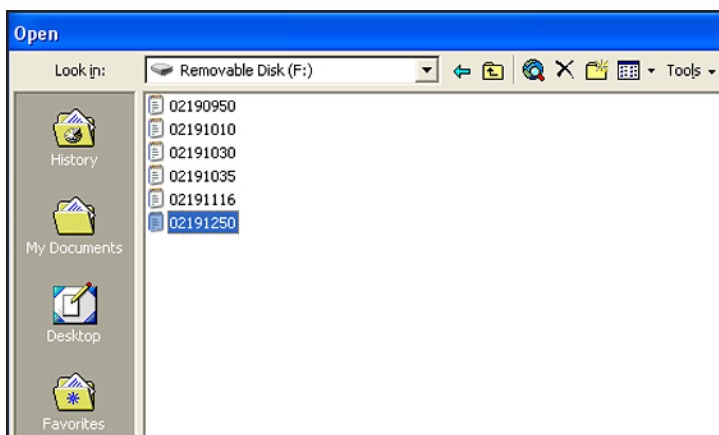 Open
Look in:
Removable Disk (F:)
Tools
History
My Documents
Desktop
Favorites
02190950
02191010
02191030
02191035
02191116
02191250